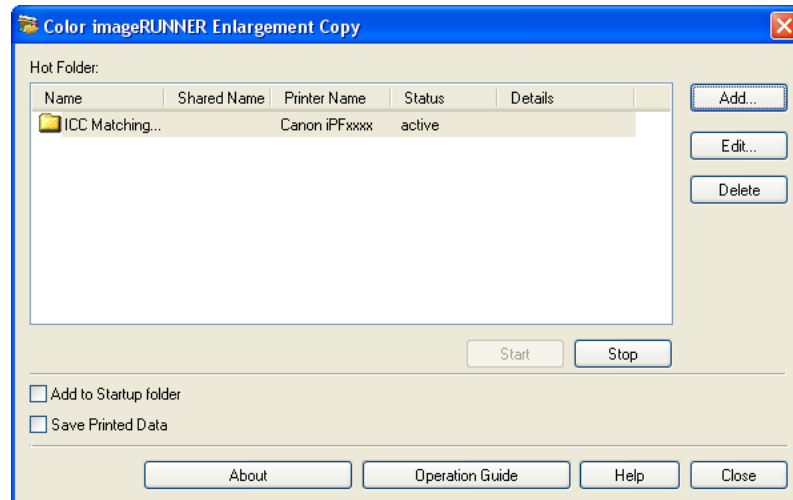 Color imageRUNNER Enlargement Copy
Hot Folder:
Name Shared Name Printer Name Status Details
ICC Matching... Canon iPFxxxx active
Add...
Edit...
Delete
Start Stop
Add to Startup folder
Save Printed Data
About Operation Guide Help Close